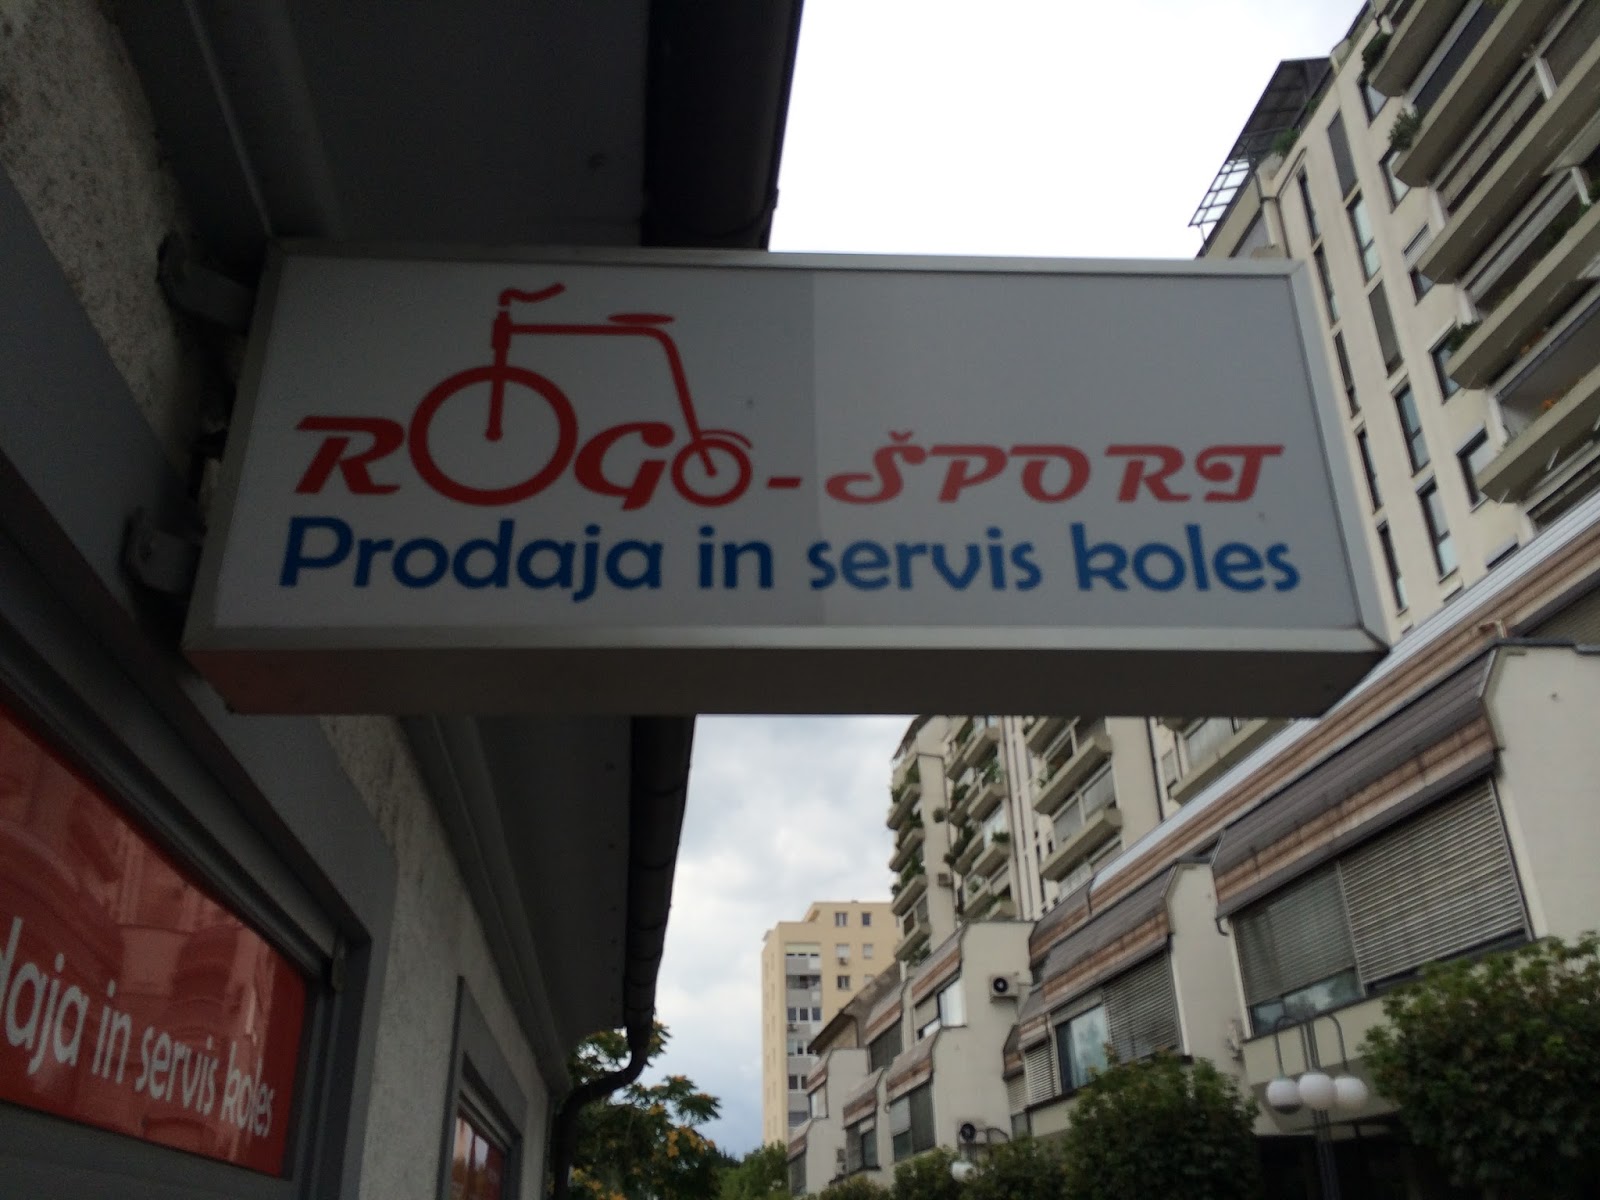 ROGO-ŠPORT
Prodaja in servis koles
daja in servis koles